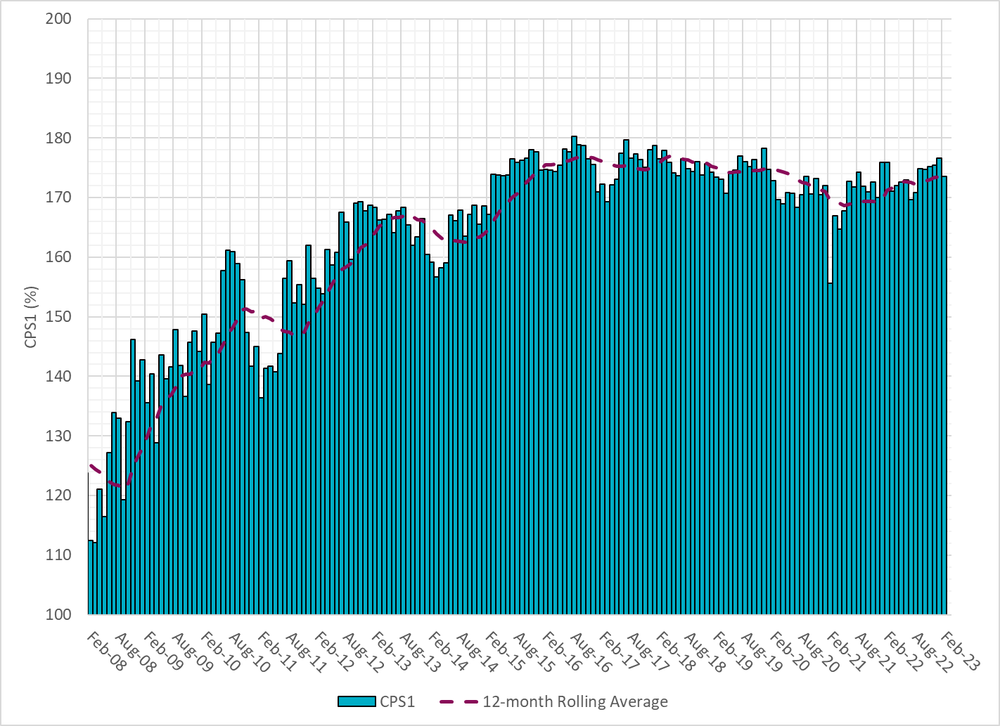 200
190
180
170
160
150
140
130
120
110
100
CPS1 (%)
Feb-08
Aug-08
Feb-09
Aug-09
Feb-10
Aug-10
Feb-11
Aug-11
Feb-12
Aug-12
Feb-13
Aug-13
Feb-14
Aug-14
Feb-15
Aug-15
Feb-16
Aug-16
Feb-17
Aug-17
Feb-18
Aug-18
Feb-19
Aug-19
Feb-20
Aug-20
Feb-21
Aug-21
Feb-22
Aug-22
Feb-23
CPS1
12-month Rolling Average